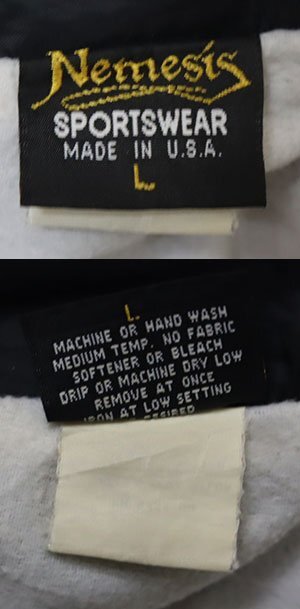 Nemesis
SPORTSWEAR
MADE IN U.S.A.
L
L
MACHINE OR HAND WASH
MEDIUM TEMP. NO FABRIC
SOFTENER OR BLEACH
DRIP OR MACHINE DRY LOW
REMOVE AT ONCE
IRON AT LOW SETTING
DESIRED